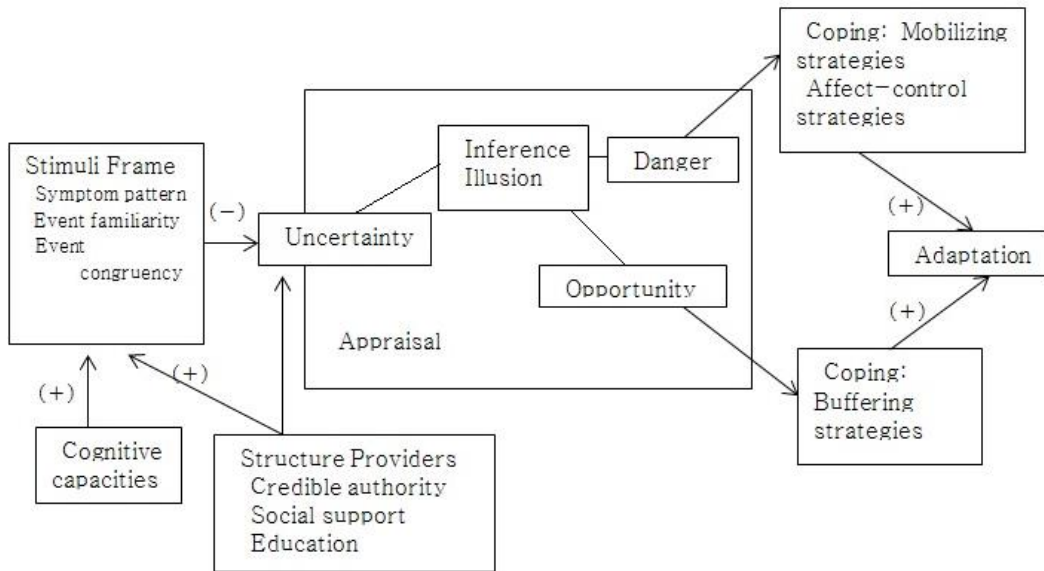 Stimuli Frame
Symptom pattern
Event familiarity
Event
congruency
(-)
Uncertainty
Inference
Illusion
Danger
Opportunity
Appraisal
Coping: Mobilizing
strategies
Affect-control
strategies
(+)
Adaptation
(+)
Coping:
Buffering
strategies
(+)
(+)
Cognitive
capacities
Structure Providers
Credible authority
Social support
Education